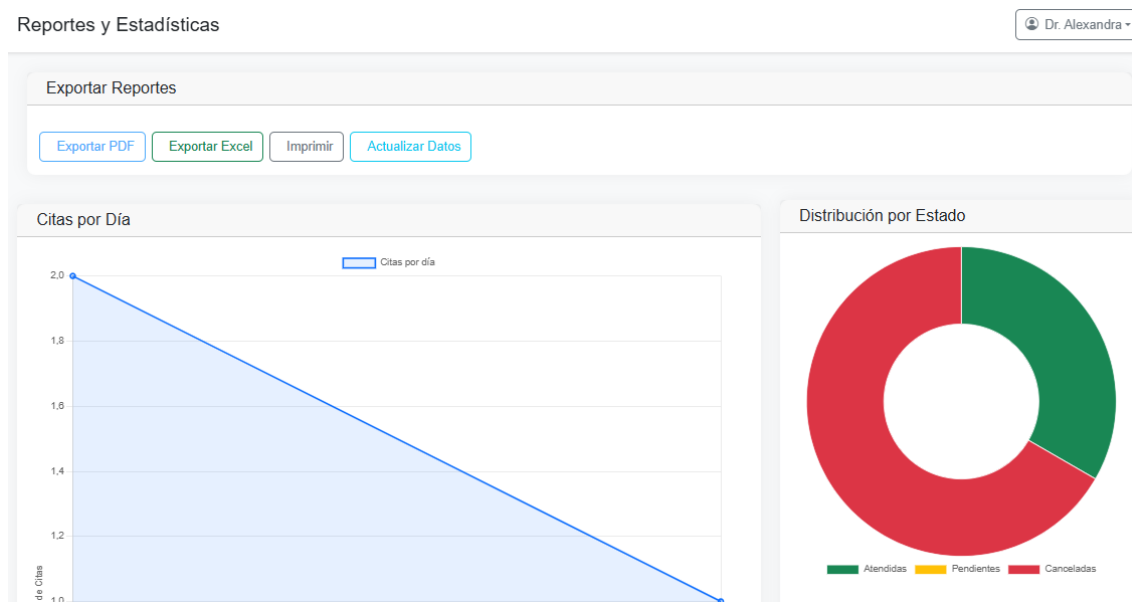 Reportes y Estadísticas
Dr. Alexandra
Exportar Reportes
Exportar PDF Exportar Excel Imprimir Actualizar Datos
Citas por Día
Citas por día
2,0
1,8
1,6
1,4
1,2
1,0
de Citas
Distribución por Estado
Atendidas Pendientes Canceladas